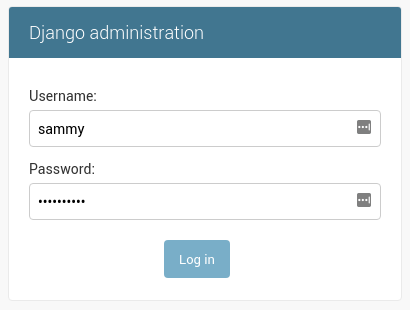 Django administration
Username:
sammy
Password:
••••••••••
Log in